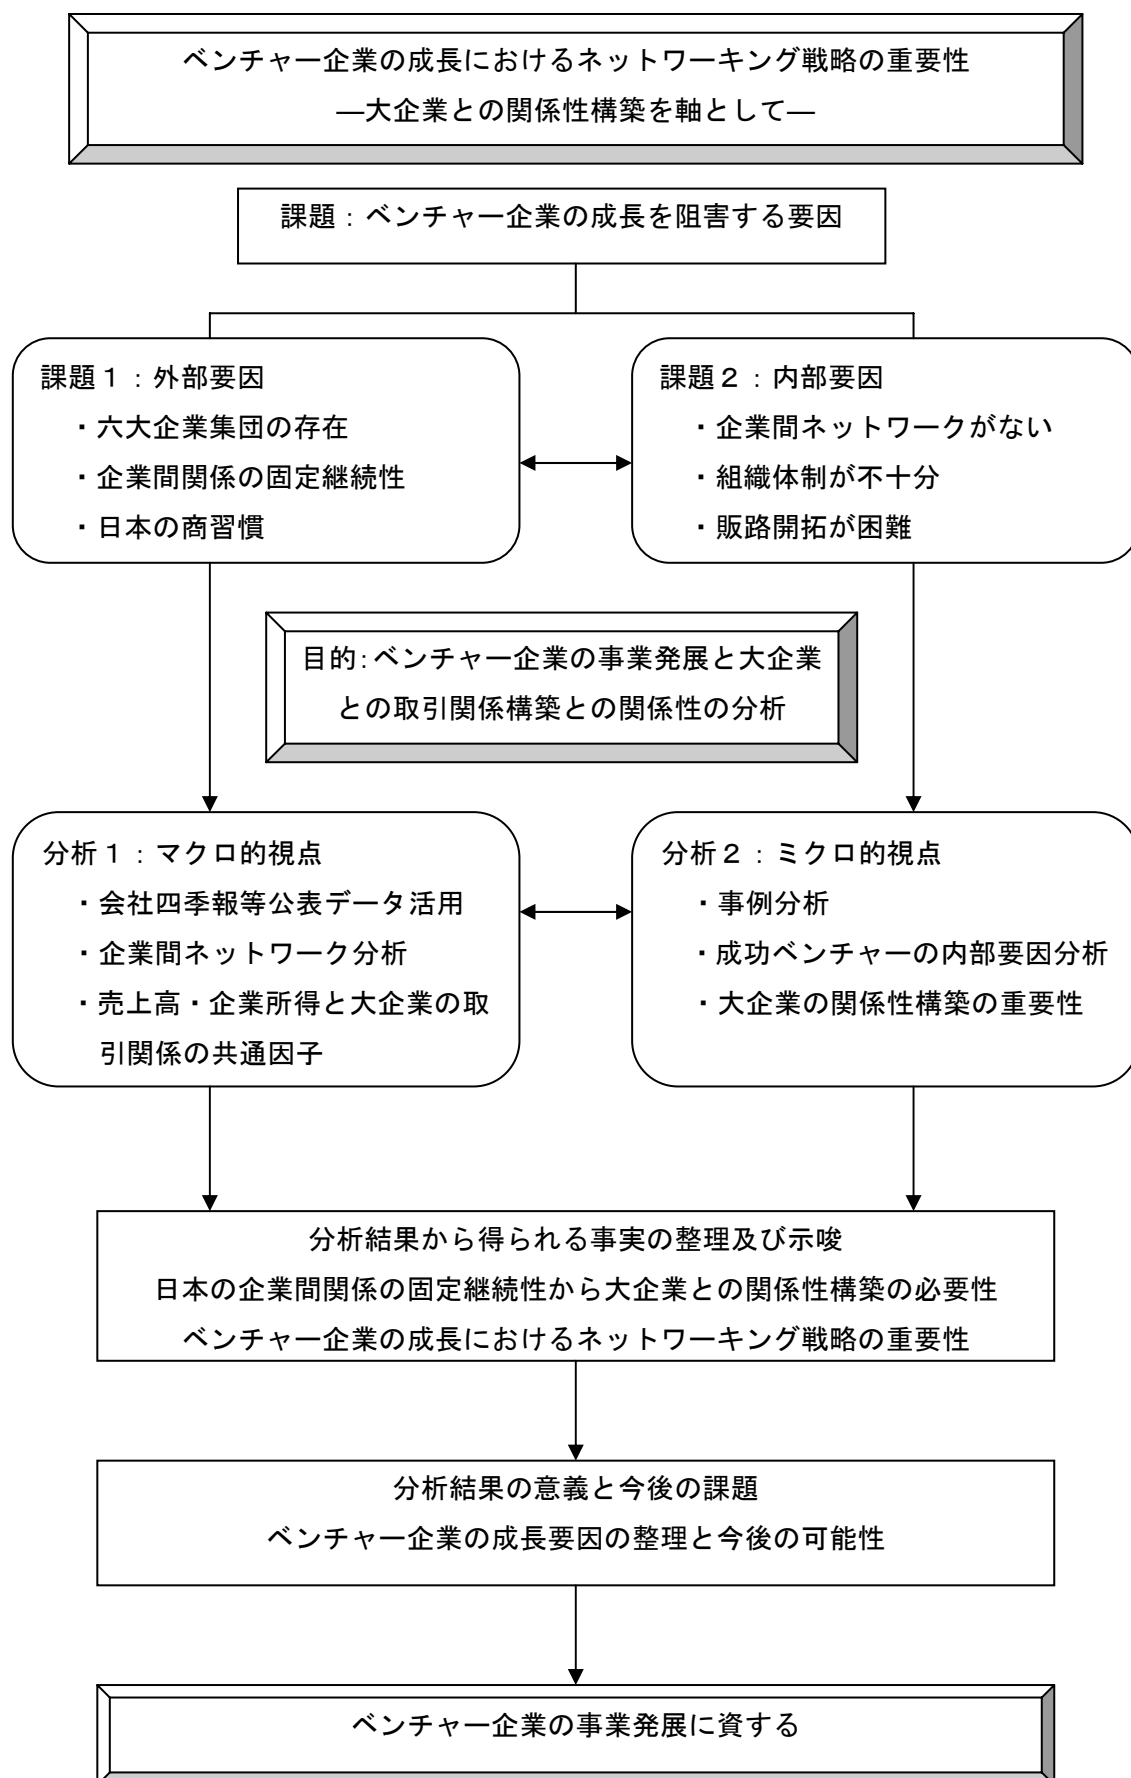 ベンチャー企業の成長におけるネットワーキング戦略の重要性
―大企業との関係性構築を軸として―
課題：ベンチャー企業の成長を阻害する要因
課題１：外部要因
・六大企業集団の存在
・企業間関係の固定継続性
・日本の商習慣
課題２：内部要因
・企業間ネットワークがない
・組織体制が不十分
・販路開拓が困難
目的：ベンチャー企業の事業発展と大企業
との取引関係構築との関係性の分析
分析１：マクロ的視点
・会社四季報等公表データ活用
・企業間ネットワーク分析
・売上高・企業所得と大企業の取
引関係の共通因子
分析２：ミクロ的視点
・事例分析
・成功ベンチャーの内部要因分析
・大企業の関係性構築の重要性
分析結果から得られる事実の整理及び示唆
日本の企業間関係の固定継続性から大企業との関係性構築の必要性
ベンチャー企業の成長におけるネットワーキング戦略の重要性
分析結果の意義と今後の課題
ベンチャー企業の成長要因の整理と今後の可能性
ベンチャー企業の事業発展に資する